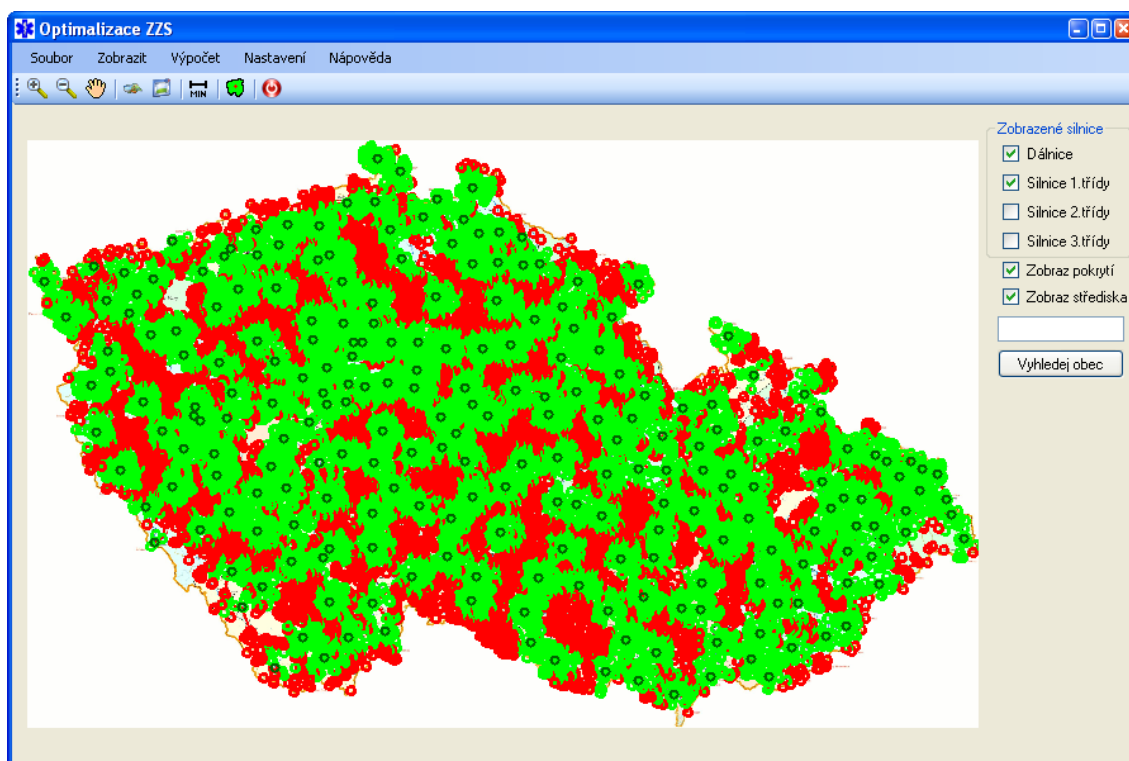 Optimalizace ZZS
Soubor Zobrazit Výpočet Nastavení Nápověda
MIN
Zobrazené silnice
Dálnice
Silnice 1.třídy
Silnice 2.třídy
Silnice 3.třídy
Zobraz pokrytí
Zobraz střediska
Vyhledej obec